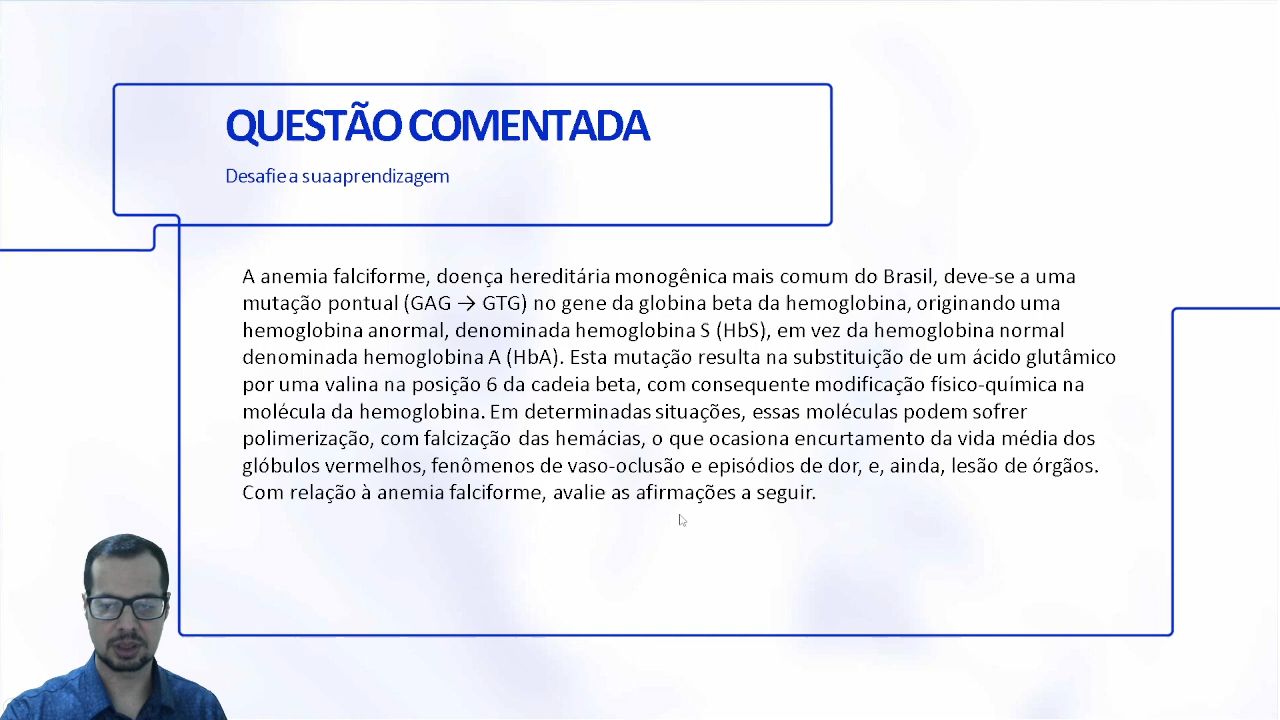 QUESTÃO COMENTADA
Desafie a sua aprendizagem
A anemia falciforme, doença hereditária monogênica mais comum do Brasil, deve-se a uma
mutação pontual (GAG → GTG) no gene da globina beta da hemoglobina, originando uma
hemoglobina anormal, denominada hemoglobina S (HbS), em vez da hemoglobina normal
denominada hemoglobina A (HbA). Esta mutação resulta na substituição de um ácido glutâmico
por uma valina na posição 6 da cadeia beta, com consequente modificação físico-química na
molécula da hemoglobina. Em determinadas situações, essas moléculas podem sofrer
polimerização, com falcização das hemácias, o que ocasiona encurtamento da vida média dos
glóbulos vermelhos, fenômenos de vaso-oclusão e episódios de dor, e, ainda, lesão de órgãos.
Com relação à anemia falciforme, avalie as afirmações a seguir.